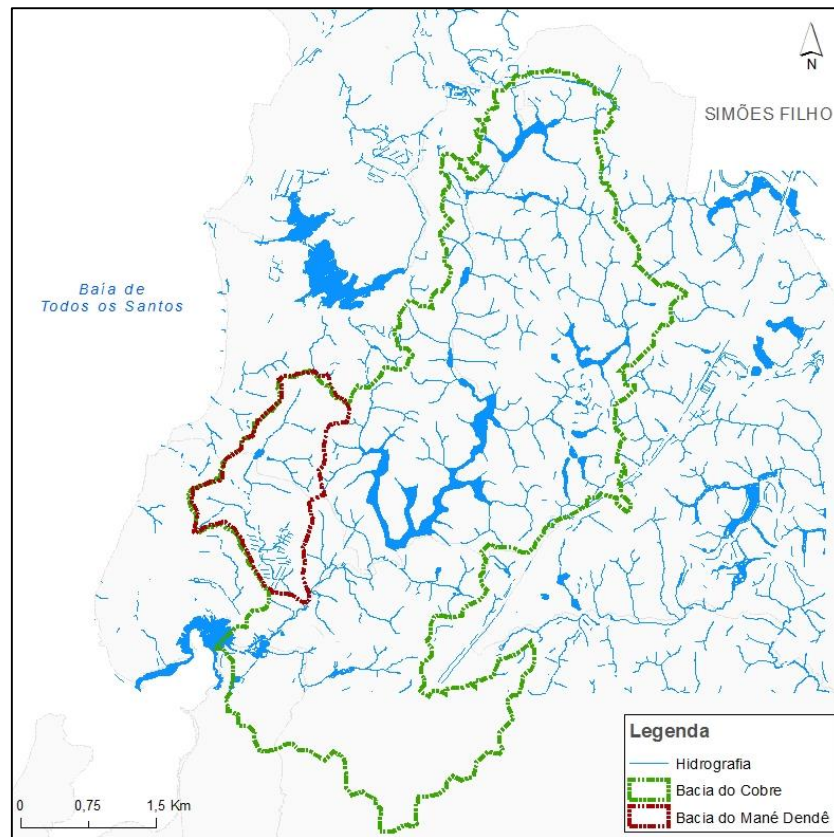 N
SIMÕES FILHO
Baía de
Todos os Santos
Legenda
Hidrografia
Bacia do Cobre
Bacia do Mané Dendê
0 0,75 1,5 Km